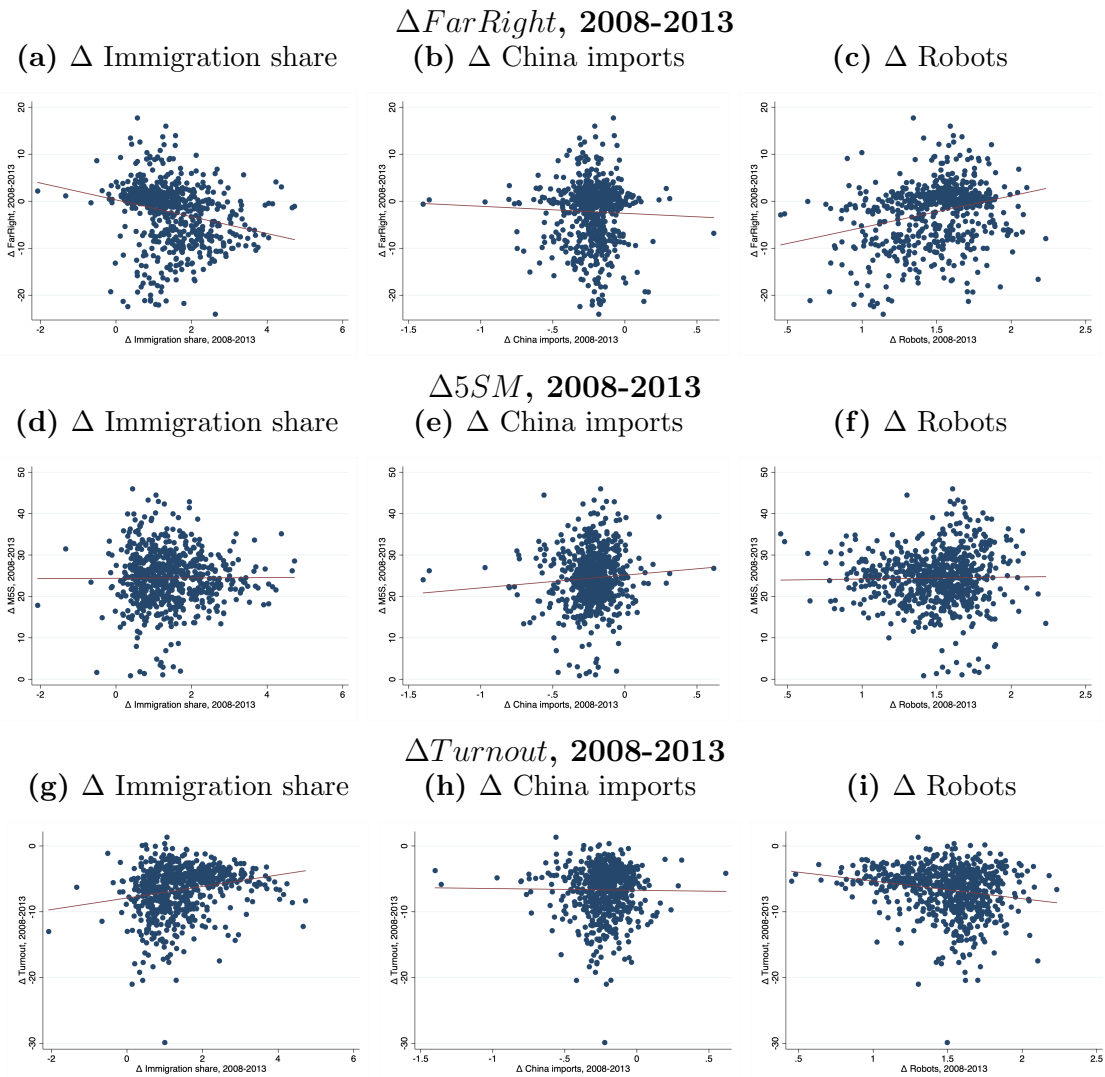 ΔFarRight, 2008-2013
(a) Δ Immigration share (b) Δ China imports (c) Δ Robots
20 20 20
10 10 10
0 0 0
-10 -10 -10
-20 -20 -20
Δ FarRight, 2008-2013 Δ FarRight, 2008-2013 Δ FarRight, 2008-2013
-2 0 2 4 6 -1.5 -1 -.5 0 .5 .5 1 1.5 2 2.5
Δ Immigration share, 2008-2013 Δ China imports, 2008-2013 Δ Robots, 2008-2013
Δ5SM, 2008-2013
(d) Δ Immigration share (e) Δ China imports (f) Δ Robots
50 50 50
40 40 40
30 30 30
20 20 20
10 10 10
0 0 0
Δ M5S, 2008-2013 Δ M5S, 2008-2013 Δ M5S, 2008-2013
-2 0 2 4 6 -1.5 -1 -.5 0 .5 .5 1 1.5 2 2.5
Δ Immigration share, 2008-2013 Δ China imports, 2008-2013 Δ Robots, 2008-2013
ΔTurnout, 2008-2013
(g) Δ Immigration share (h) Δ China imports (i) Δ Robots
0 0 0
-10 -10 -10
-20 -20 -20
-30 -30 -30
Δ Turnout, 2008-2013 Δ Turnout, 2008-2013 Δ Turnout, 2008-2013
-2 0 2 4 6 -1.5 -1 -.5 0 .5 .5 1 1.5 2 2.5
Δ Immigration share, 2008-2013 Δ China imports, 2008-2013 Δ Robots, 2008-2013